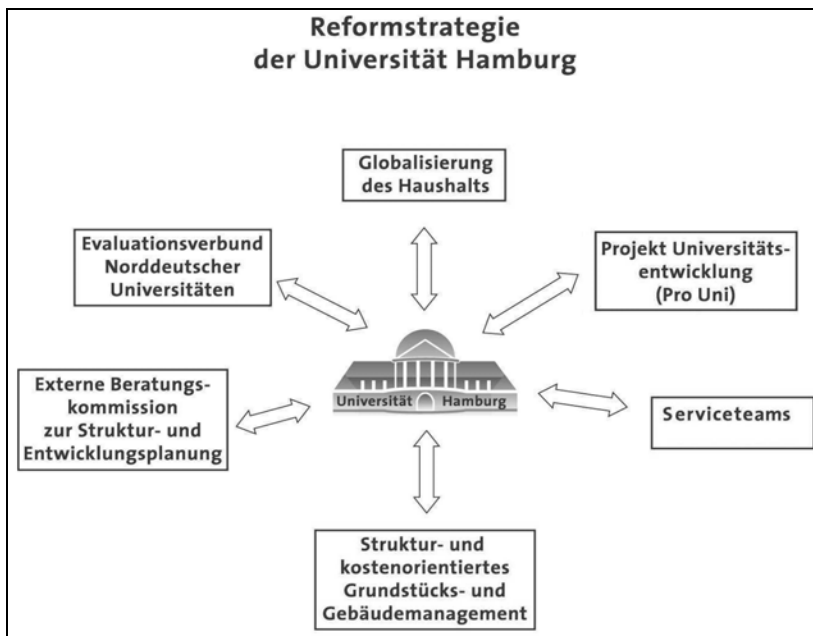 Reformstrategie
der Universität Hamburg
Globalisierung
des Haushalts
Evaluationsverbund
Norddeutscher
Universitäten
Projekt Universitäts-
entwicklung
(Pro Uni)
Externe Beratungs-
kommission
zur Struktur- und
Entwicklungsplanung
Universität Hamburg
Serviceteams
Struktur- und
kostenorientiertes
Grundstücks- und
Gebäudemanagement